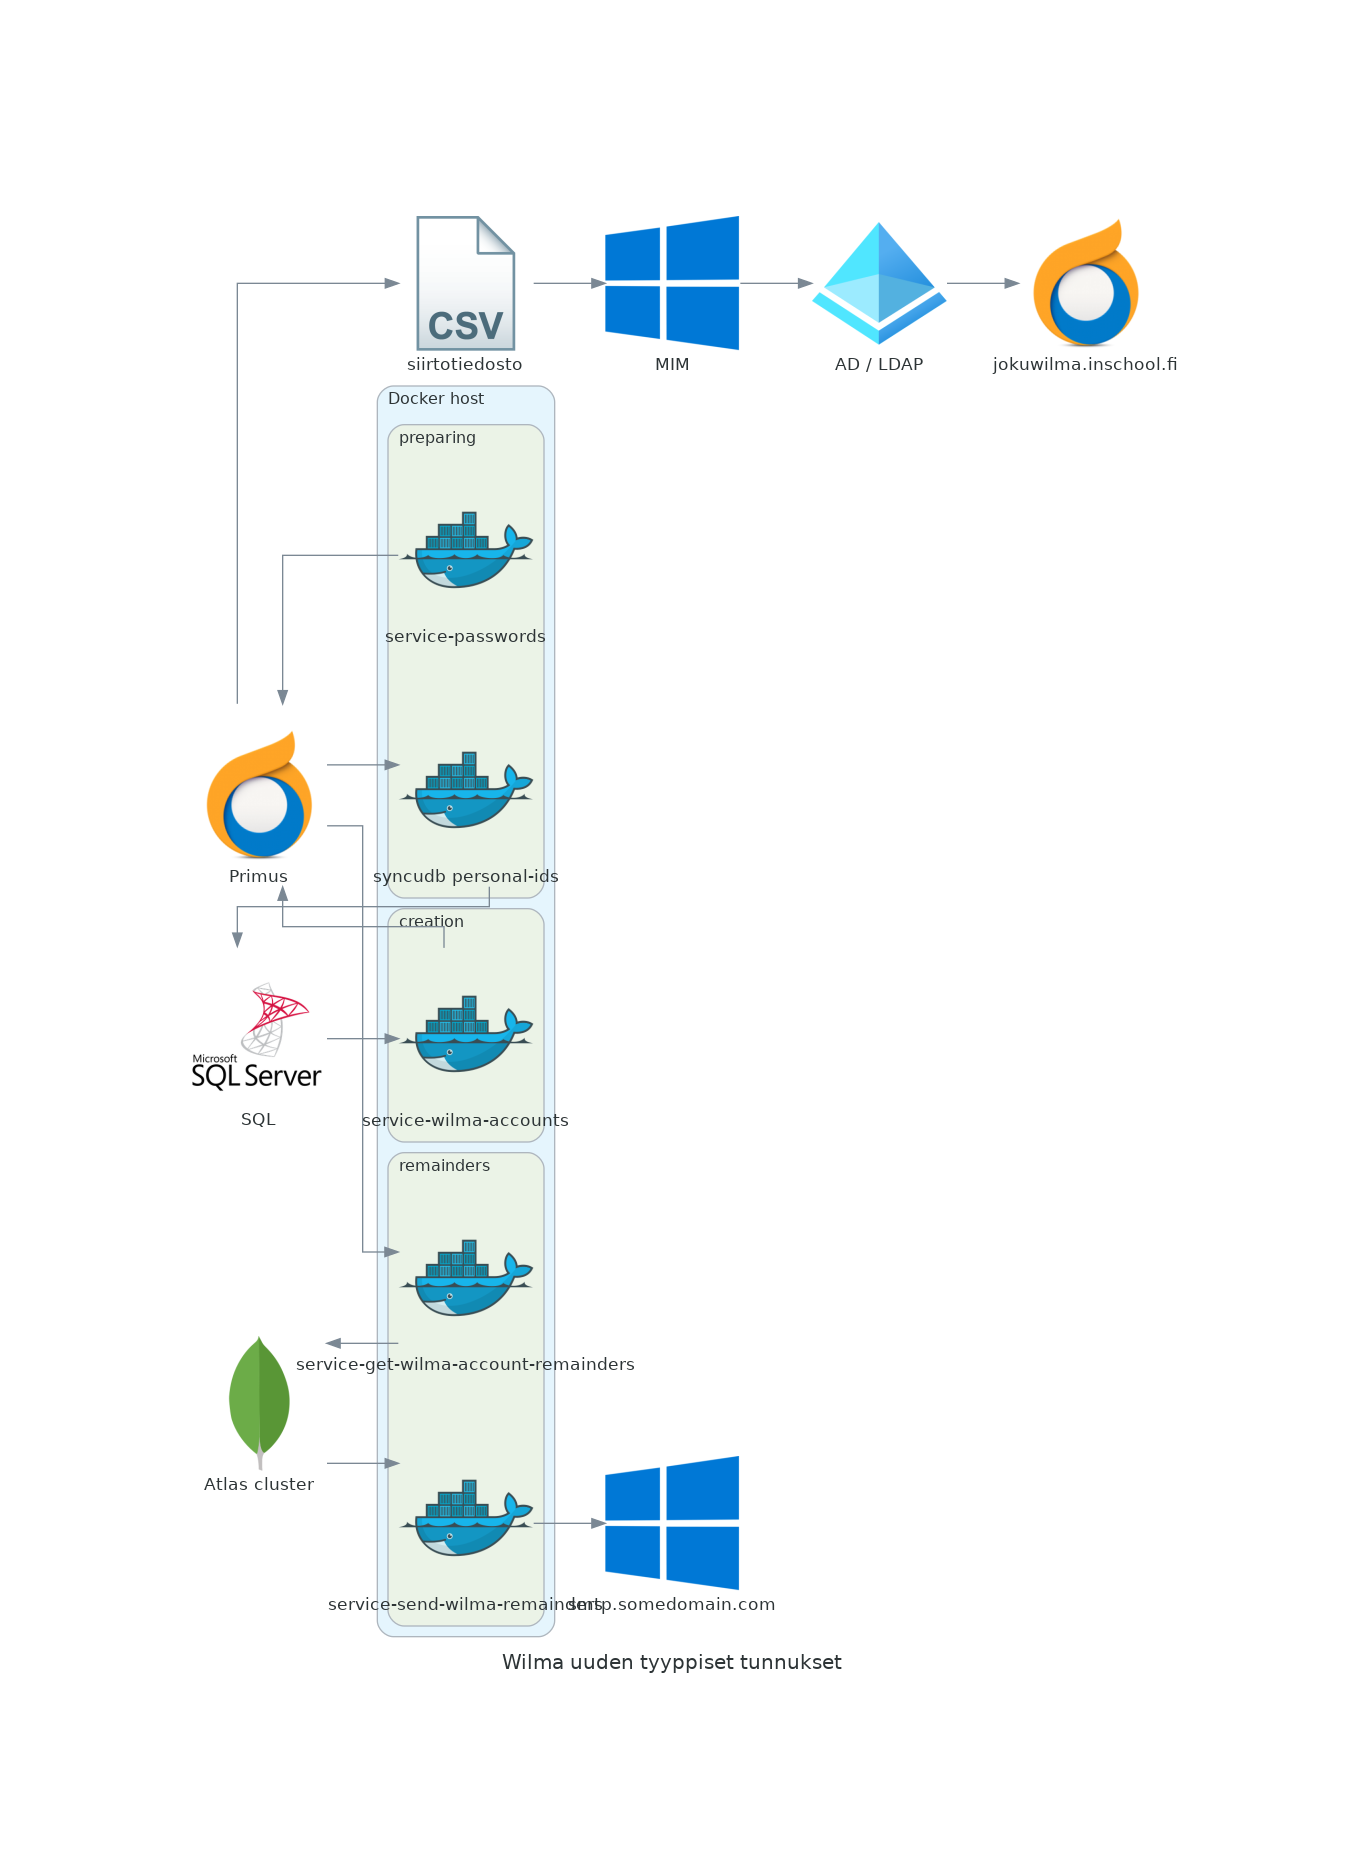 CSV
siirtotiedosto
MIM
AD / LDAP
jokuwilma.inschool.fi
Docker host
preparing
service-passwords
syncudb personal-ids
Primus
creation
Microsoft
SQL Server
SQL
service-wilma-accounts
remainders
service-get-wilma-account-remainders
Atlas cluster
service-send-wilma-remainders
smtp.somedomain.com
Wilma uuden tyyppiset tunnukset